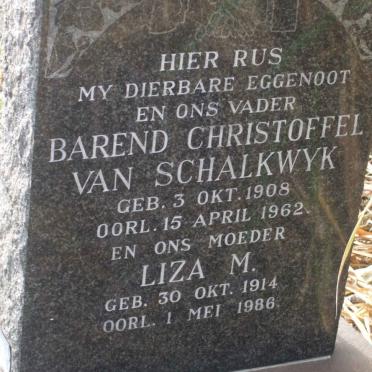 HIER RUS
MY DIERBARE EGGENOOT
EN ONS VADER
BAREND CHRISTOFFEL
VAN SCHALKWYK
GEB. 3 OKT. 1908
OORL. 15 APRIL 1962.
EN ONS MOEDER
LIZA M.
GEB. 30 OKT. 1914
OORL. 1 MEI 1986.